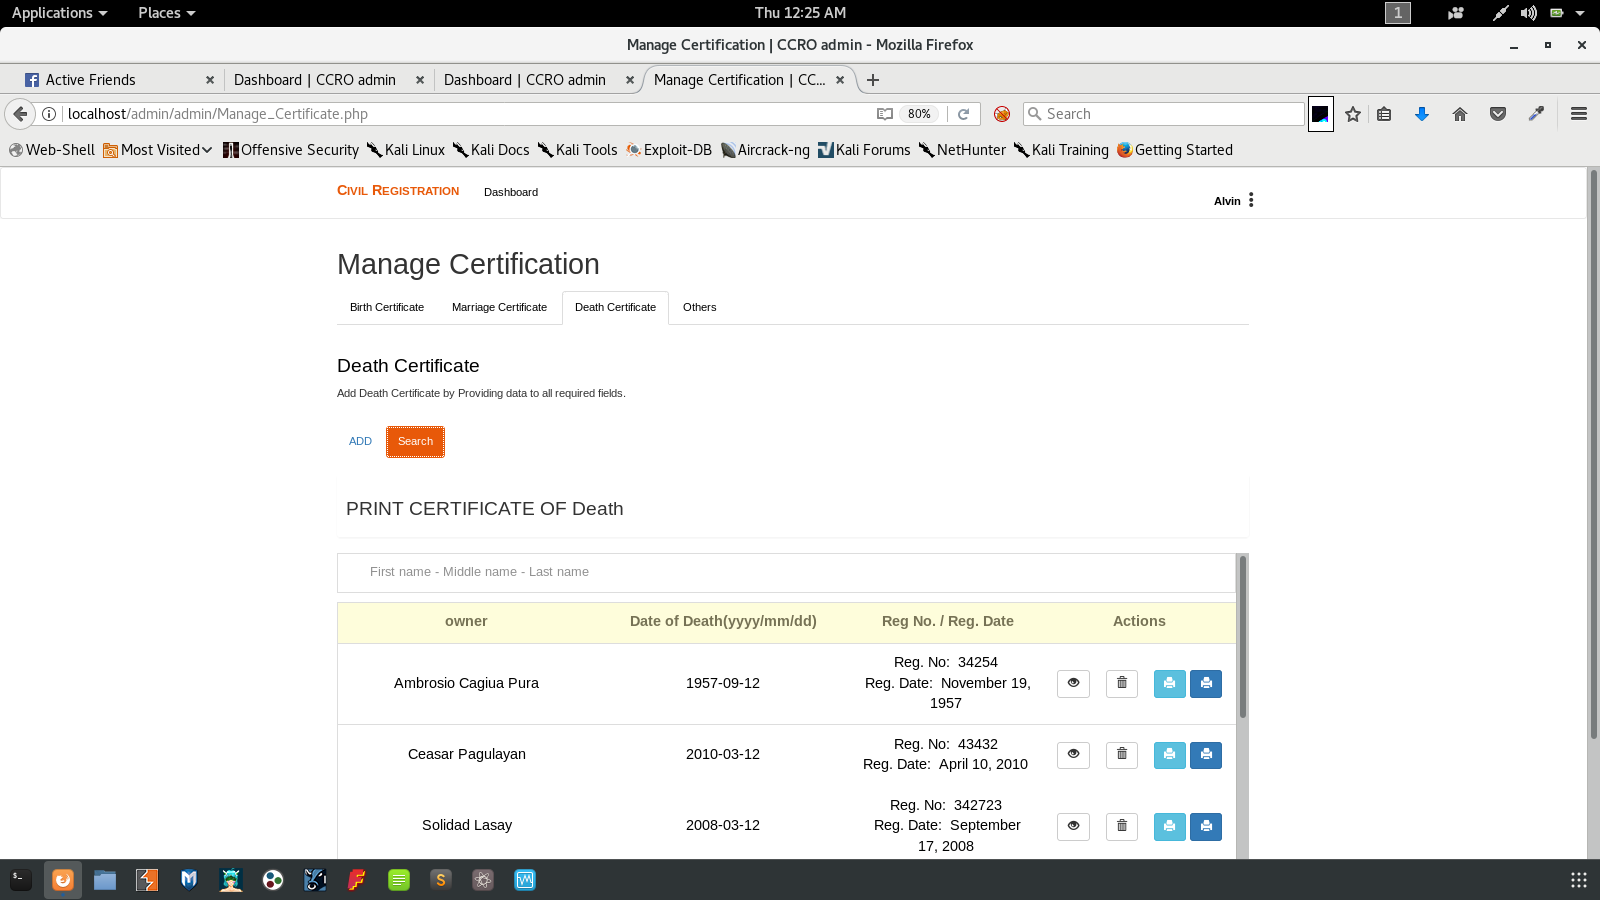 Applications Places Thu 12:25 AM 1
Manage Certification | CCRO admin - Mozilla Firefox
Active Friends Dashboard | CCRO admin Dashboard | CCRO admin Manage Certification | CC...
localhost/admin/admin/Manage_Certificate.php 80% Search
Web-Shell Most Visited Offensive Security Kali Linux Kali Docs Kali Tools Exploit-DB Aircrack-ng Kali Forums NetHunter Kali Training Getting Started
CIVIL REGISTRATION Dashboard Alvin
Manage Certification
Birth Certificate Marriage Certificate Death Certificate Others
Death Certificate
Add Death Certificate by Providing data to all required fields.
ADD Search
PRINT CERTIFICATE OF Death
First name - Middle name - Last name
owner Date of Death(yyyy/mm/dd) Reg No. / Reg. Date Actions
Reg. No: 34254
Ambrosio Cagiua Pura 1957-09-12 Reg. Date: November 19,
1957
Reg. No: 43432
Ceasar Pagulayan 2010-03-12
Reg. Date: April 10, 2010
Reg. No: 342723
Solidad Lasay 2008-03-12 Reg. Date: September
17, 2008